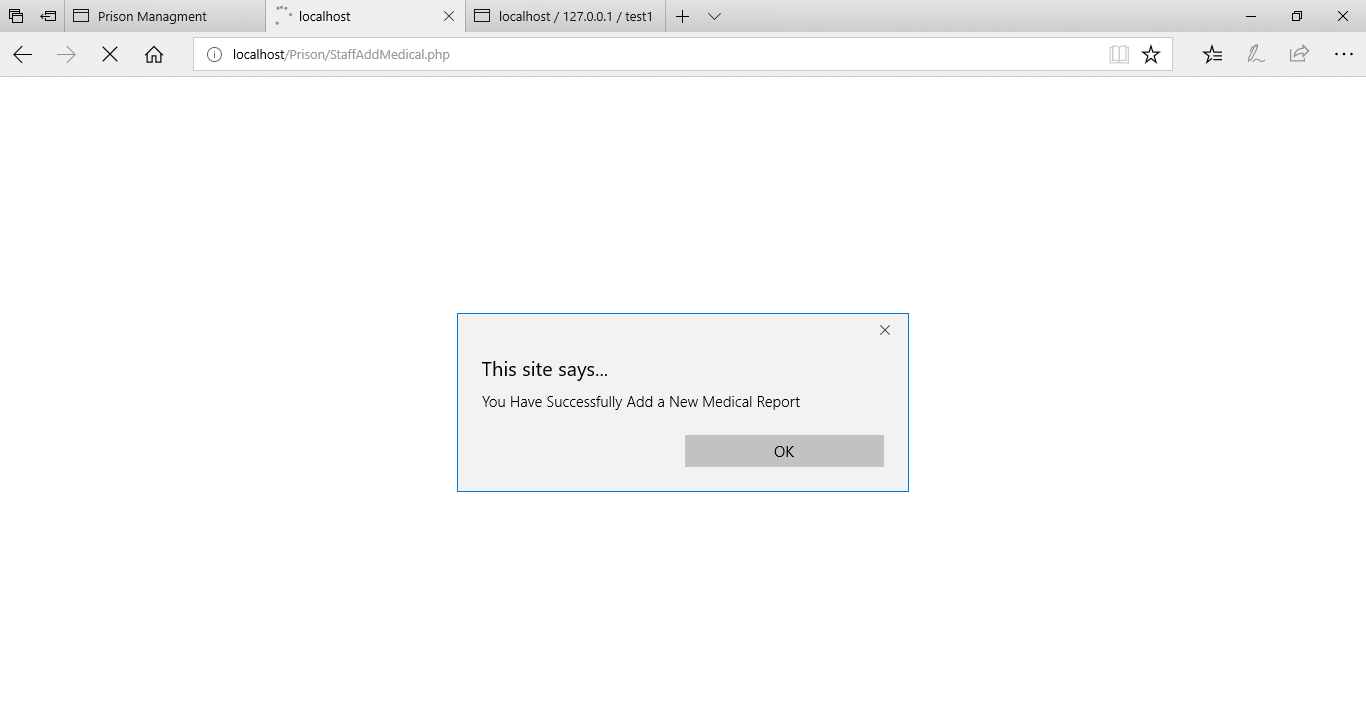 Prison Managment
localhost
localhost / 127.0.0.1 / test1
localhost/Prison/StaffAddMedical.php
This site says...
You Have Successfully Add a New Medical Report
OK